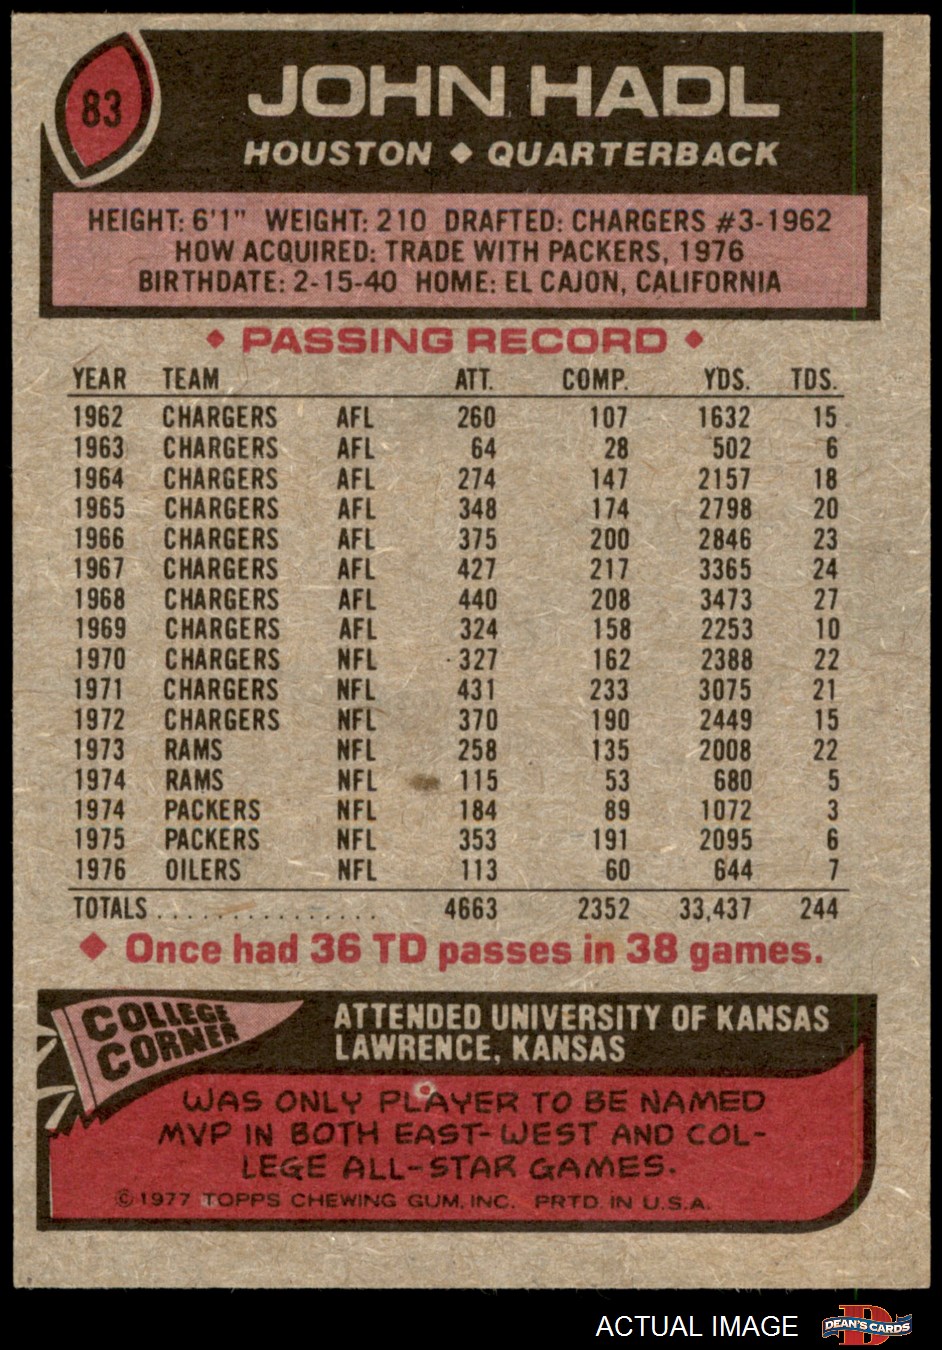 83
JOHN HADL
HOUSTON ◆ QUARTERBACK
HEIGHT: 6'1" WEIGHT: 210 DRAFTED: CHARGERS #3-1962
HOW ACQUIRED: TRADE WITH PACKERS, 1976
BIRTHDATE: 2-15-40 HOME: EL CAJON, CALIFORNIA
◆ PASSING RECORD ◆
YEAR TEAM ATT. COMP. YDS. TDS.
1962 CHARGERS AFL 260 107 1632 15
1963 CHARGERS AFL 64 28 502 6
1964 CHARGERS AFL 274 147 2157 18
1965 CHARGERS AFL 348 174 2798 20
1966 CHARGERS AFL 375 200 2846 23
1967 CHARGERS AFL 427 217 3365 24
1968 CHARGERS AFL 440 208 3473 27
1969 CHARGERS AFL 324 158 2253 10
1970 CHARGERS NFL 327 162 2388 22
1971 CHARGERS NFL 431 233 3075 21
1972 CHARGERS NFL 370 190 2449 15
1973 RAMS NFL 258 135 2008 22
1974 RAMS NFL 115 53 680 5
1974 PACKERS NFL 184 89 1072 3
1975 PACKERS NFL 353 191 2095 6
1976 OILERS NFL 113 60 644 7
TOTALS................ 4663 2352 33,437 244
◆ Once had 36 TD passes in 38 games.
COLLEGE
CORNER
ATTENDED UNIVERSITY OF KANSAS
LAWRENCE, KANSAS
WAS ONLY PLAYER TO BE NAMED
MVP IN BOTH EAST-WEST AND COL-
LEGE ALL-STAR GAMES.
© 1977 TOPPS CHEWING GUM, INC. PRTD. IN U.S.A.
ACTUAL IMAGE
D
DEAN'S CARDS